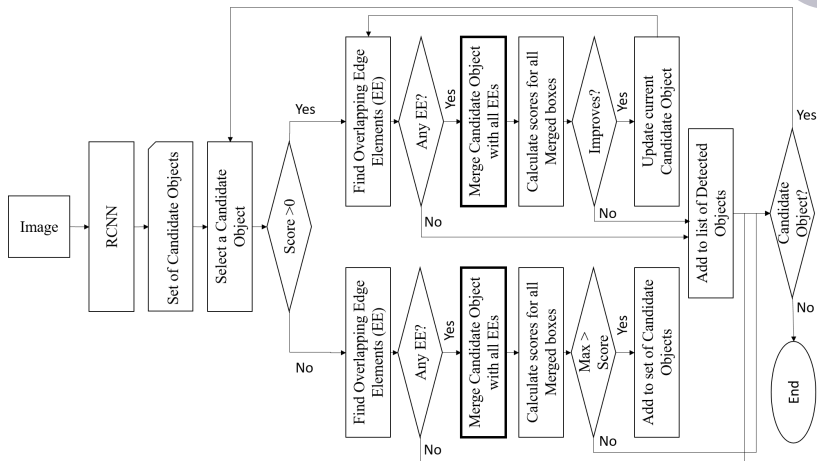 Image
RCNN
Set of Candidate Objects
Select a Candidate
Object
Score >0
Yes
Find Overlapping Edge
Elements (EE)
Any EE?
Yes
Merge Candidate Object
with all EEs
Calculate scores for all
Merged boxes
Improves?
Yes
Update current
Candidate Object
No
No
Add to list of Detected
Objects
Candidate
Object?
Yes
No
End
No
Find Overlapping Edge
Elements (EE)
Any EE?
Yes
Merge Candidate Object
with all EEs
Calculate scores for all
Merged boxes
Max >
Score
Yes
Add to set of Candidate
Objects
No
No